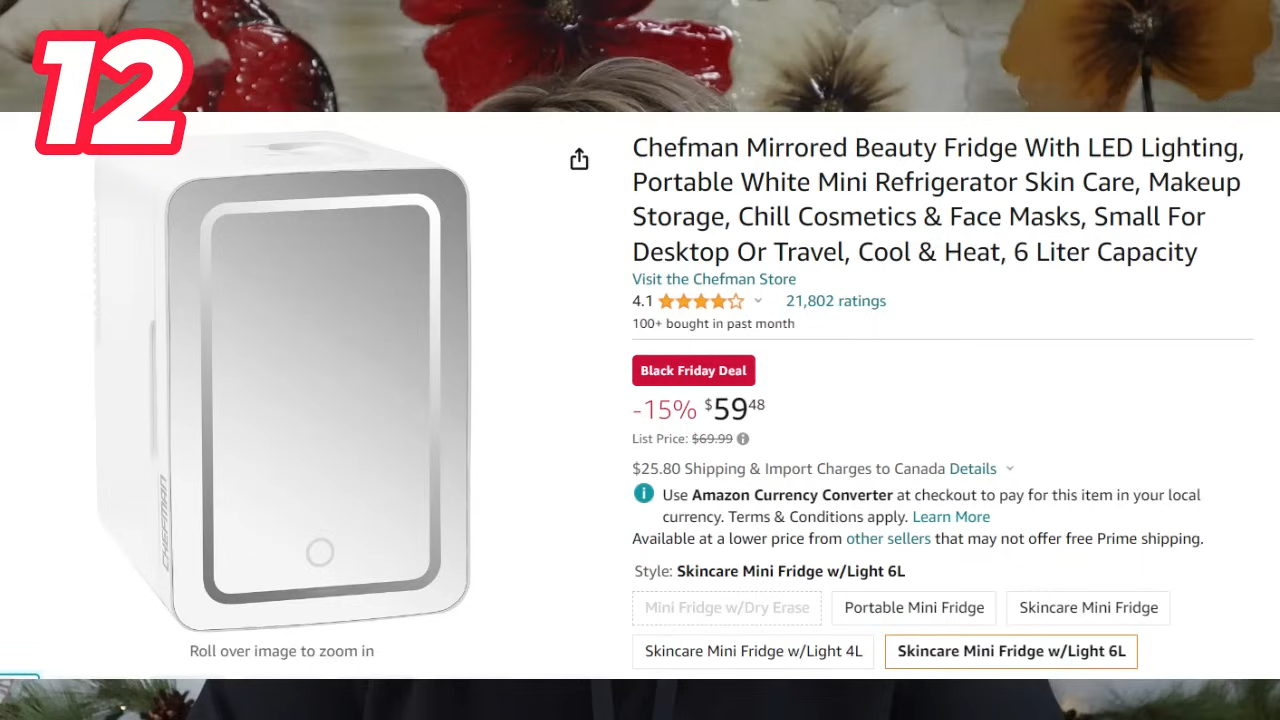 12
Chefman Mirrored Beauty Fridge With LED Lighting,
Portable White Mini Refrigerator Skin Care, Makeup
Storage, Chill Cosmetics & Face Masks, Small For
Desktop Or Travel, Cool & Heat, 6 Liter Capacity
Visit the Chefman Store
4.1 21,802 ratings
100+ bought in past month
Black Friday Deal
-15% $59 48
List Price: $69.99
$25.80 Shipping & Import Charges to Canada Details
Use Amazon Currency Converter at checkout to pay for this item in your local
currency. Terms & Conditions apply. Learn More
Available at a lower price from other sellers that may not offer free Prime shipping.
Style: Skincare Mini Fridge w/Light 6L
Mini Fridge w/Dry Erase Portable Mini Fridge Skincare Mini Fridge
Skincare Mini Fridge w/Light 4L Skincare Mini Fridge w/Light 6L
CHEFMAN
Roll over image to zoom in